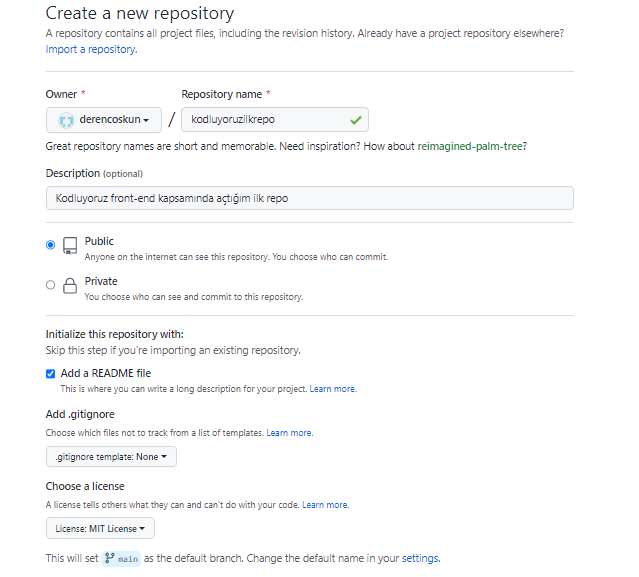 Create a new repository
A repository contains all project files, including the revision history. Already have a project repository elsewhere?
Import a repository.
Owner *
Repository name *
derencoskun
/
kodluyoruzilkrepo
Great repository names are short and memorable. Need inspiration? How about reimagined-palm-tree?
Description (optional)
Kodluyoruz front-end kapsamında açtığım ilk repo
Public
Anyone on the internet can see this repository. You choose who can commit.
Private
You choose who can see and commit to this repository.
Initialize this repository with:
Skip this step if you're importing an existing repository.
Add a README file
This is where you can write a long description for your project. Learn more.
Add .gitignore
Choose which files not to track from a list of templates. Learn more.
.gitignore template: None
Choose a license
A license tells others what they can and can't do with your code. Learn more.
License: MIT License
This will set main as the default branch. Change the default name in your settings.